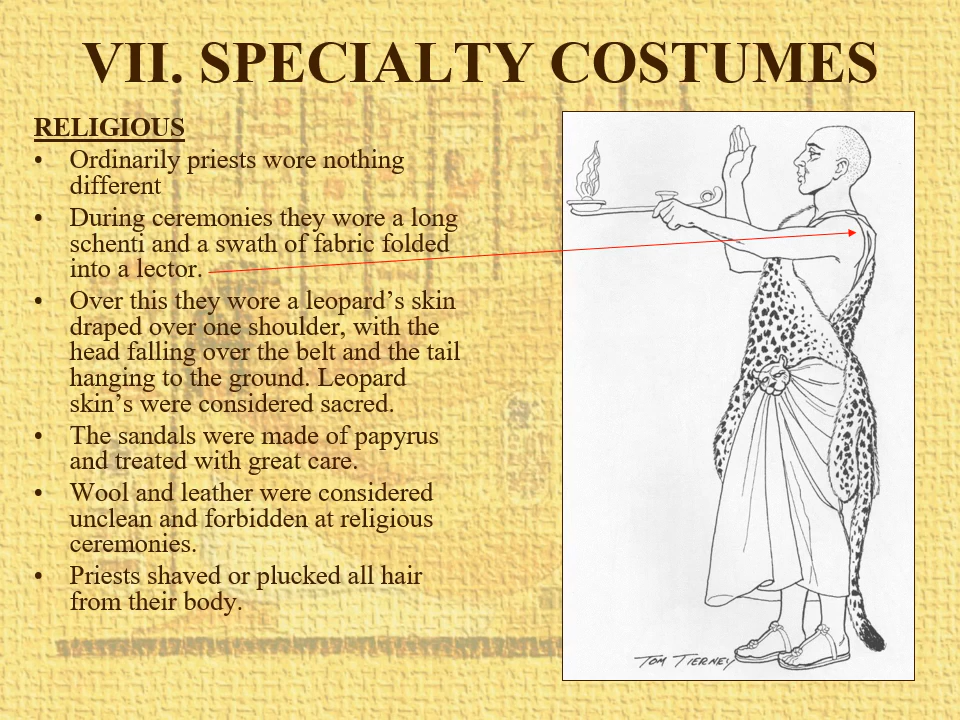 VII. SPECIALTY COSTUMES
RELIGIOUS
• Ordinarily priests wore nothing
different
• During ceremonies they wore a long
schenti and a swath of fabric folded
into a lector.
• Over this they wore a leopard’s skin
draped over one shoulder, with the
head falling over the belt and the tail
hanging to the ground. Leopard
skin’s were considered sacred.
• The sandals were made of papyrus
and treated with great care.
• Wool and leather were considered
unclean and forbidden at religious
ceremonies.
• Priests shaved or plucked all hair
from their body.
TOM TIERNEY